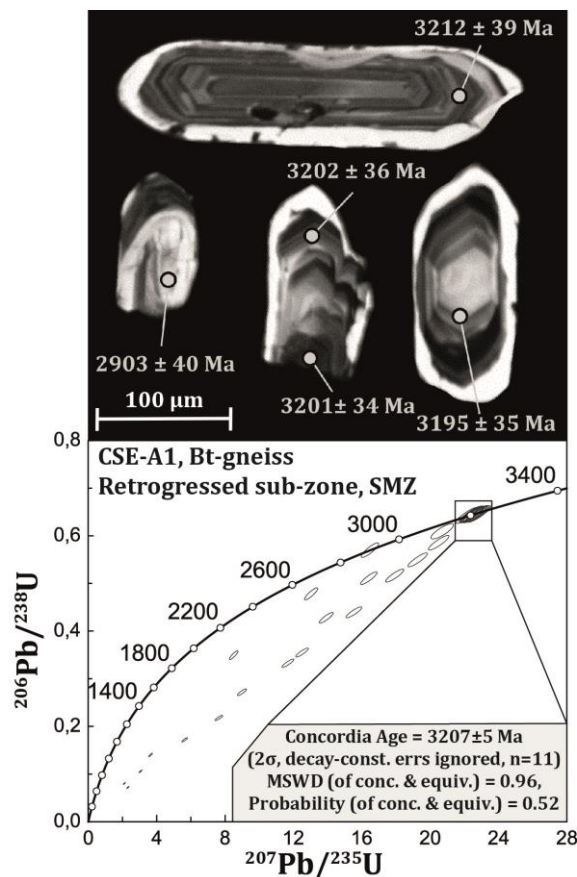 3212 ± 39 Ma
3202 ± 36 Ma
2903 ± 40 Ma
3201± 34 Ma
3195 ± 35 Ma
100 μm
CSE-A1, Bt-gneiss
Retrogressed sub-zone, SMZ
0,8
0,6
0,4
0,2
0,0
²⁰⁶Pb/²³⁸U
3400
3000
2600
2200
1800
1400
Concordia Age = 3207±5 Ma
(2σ, decay-const. errs ignored, n=11)
MSWD (of conc. & equiv.) = 0.96,
Probability (of conc. & equiv.) = 0.52
0 4 8 12 16 20 24 28
²⁰⁷Pb/²³⁵U